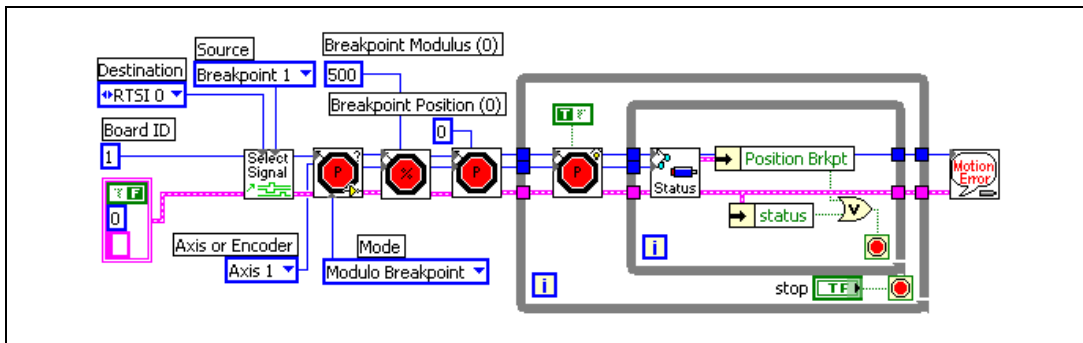 Source
Breakpoint 1
Breakpoint Modulus (0)
500
Destination
RTSI 0
Breakpoint Position (0)
0
Board ID
1
Select
Signal
?
P
%
P
T
P
Status
Position Brkpt
Motion
Error
F
0
status
V
Axis or Encoder
Axis 1
Mode
Modulo Breakpoint
i
i
stop
TF